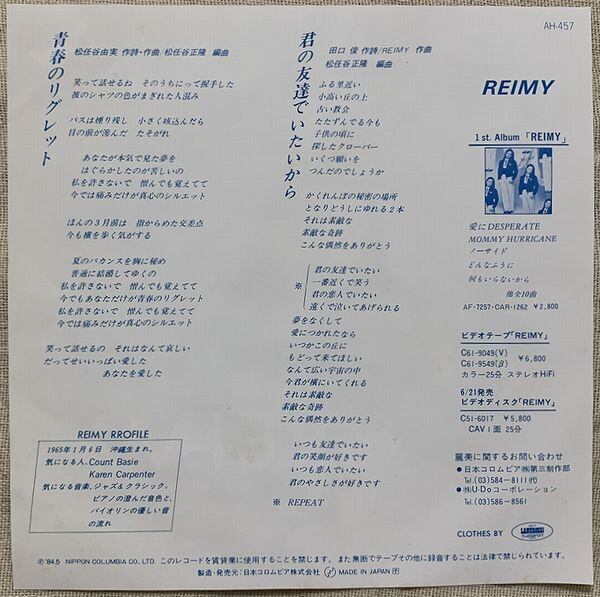 AH-457
青春のリグレット
松任谷由実 作詩・作曲/松任谷正隆 編曲
笑って話せるね そのうちにって握手した
彼のシャツの色がまぎれた人混み
バスは煙り残し 小さく咳込んだら
目の前が滲んだ たそがれ
あなたが本気で見た夢を
はぐらかしたのが苦しいの
私を許さないで 憎んでも覚えてて
今では痛みだけが真心のシルエット
ほんの3月前は 指からめた交差点
今も横を歩く気がする
夏のバカンスを胸に秘め
普通に結婚してゆくの
私を許さないで 憎んでも覚えてて
今でもあなただけが青春のリグレット
私を許さないで 憎んでも覚えてて
今では痛みだけが真心のシルエット
笑って話せるの それはなんて哀しい
だってせいいっぱい愛した
あなたを愛した
REIMY RROFILE
1965年1月6日 沖縄生まれ。
気になる人、Count Basie
Karen Carpenter
気になる音楽、ジャズ&クラシック。
ピアノの澄んだ音色と、
バイオリンの優しい音
の流れ
君の友達でいたいから
田口 俊 作詩/REIMY 作曲
松任谷正隆 編曲
ふる里近い
小高い丘の上
古い教会
たたずんでる今も
子供の頃に
探したクローバー
いくつ願いを
つんだのでしょうか
かくれんぼの秘密の場所
となりどうしにゆれる2本
それは素敵な
素敵な奇跡
こんな偶然をありがとう
※
君の友達でいたい
一番近くで笑う
君の恋人でいたい
遠くで泣いてあげられる
夢をなくして
愛につかれたなら
いつかこの丘に
もどって来てほしい
なんて広い宇宙の中
今君が横にいてくれる
それは素敵な
素敵な奇跡
こんな偶然をありがとう
いつも友達でいたい
君の笑顔が好きです
いつも恋人でいたい
君のやさしさが好きです
※ REPEAT
REIMY
1st. Album「REIMY」
愛にDESPERATE
MOMMY HURRICANE
ノーサイド
どんなふうに
何もいらないから
他全10曲
AF-7257・CAR-1262 ¥2,800
ビデオテープ「REIMY」
C61-9049(V)
C61-9549(β)
¥6,800
カラー25分 ステレオHiFi
6/21発売
ビデオディスク「REIMY」
C51-6017 ¥5,800
CAV1面 25分
麗美に関するお問い合わせ
●日本コロムビア㈱第三制作部
Tel.(03)584-8111㈹
●㈱U・Doコーポレーション
Tel.(03)586-8561
CLOTHES BY
Ⓟ'84.5 NIPPON COLUMBIA CO., LTD. このレコードを賃貸業に使用することを禁じます。また無断でテープその他に録音することは法律で禁じられています。
製造・発売元:日本コロムビア株式会社 MADE IN JAPAN